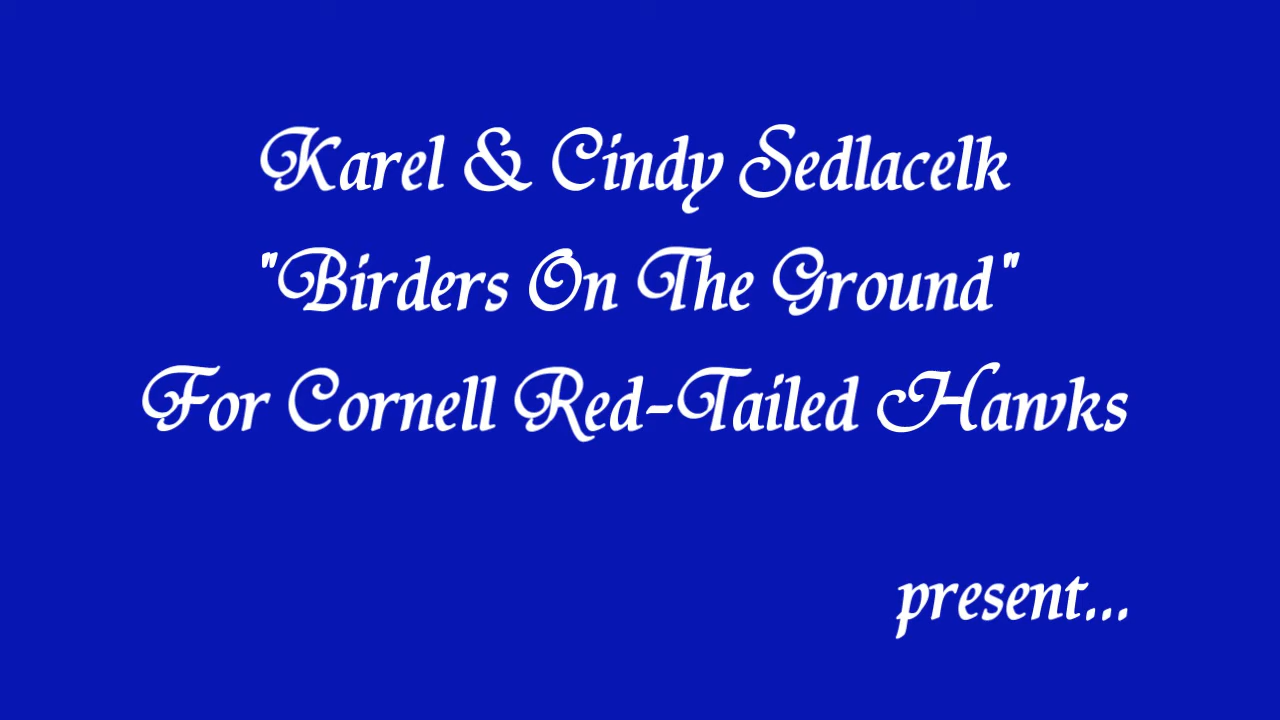 Karel & Cindy Sedlacelk
"Birders On The Ground"
For Cornell Red-Tailed Hawks
present...